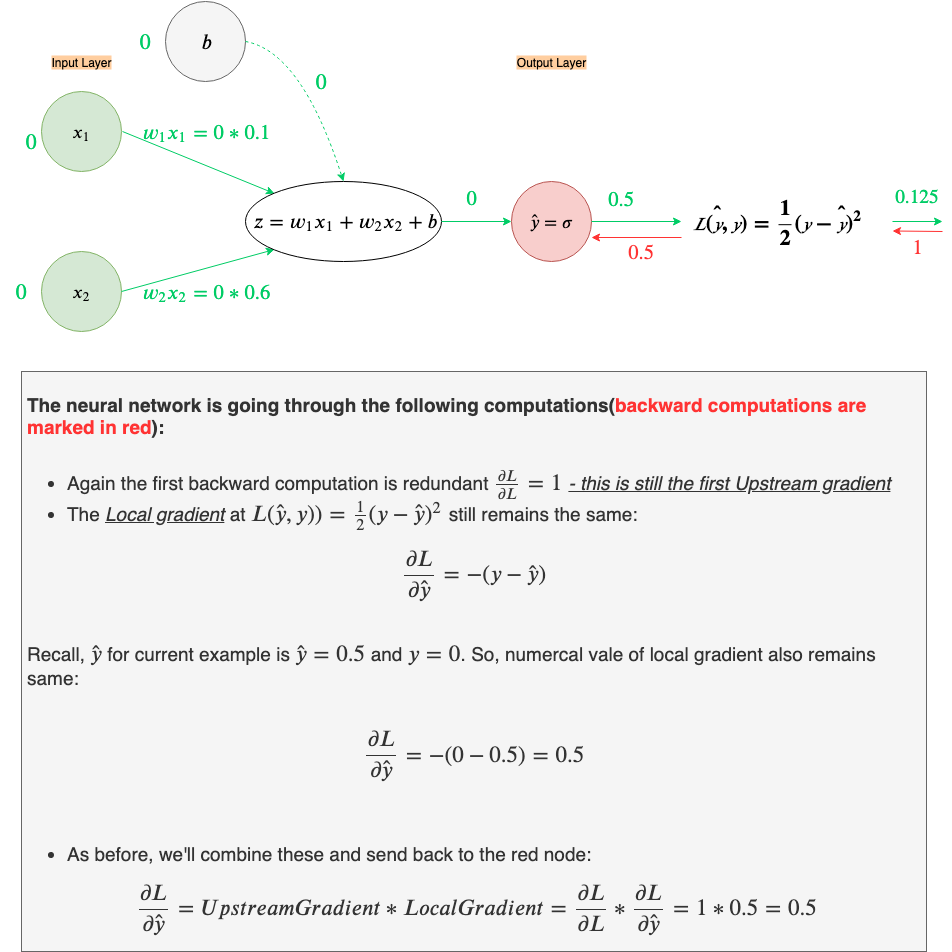 0
b
Input Layer
Output Layer
0
0
x₁
w₁x₁ = 0 * 0.1
0
z = w₁x₁ + w₂x₂ + b
0
ŷ = σ
0.5
0.5
L(ŷ, y) = 1/2(y − ŷ)²
0.125
1
0
x₂
w₂x₂ = 0 * 0.6
The neural network is going through the following computations(backward computations are
marked in red):
• Again the first backward computation is redundant ∂L/∂L = 1 - this is still the first Upstream gradient
• The Local gradient at L(ŷ, y)) = 1/2(y − ŷ)² still remains the same:
∂L/∂ŷ = −(y − ŷ)
Recall, ŷ for current example is ŷ = 0.5 and y = 0. So, numercal vale of local gradient also remains
same:
∂L/∂ŷ = −(0 − 0.5) = 0.5
• As before, we'll combine these and send back to the red node:
∂L/∂ŷ = UpstreamGradient * LocalGradient = ∂L/∂L * ∂L/∂ŷ = 1 * 0.5 = 0.5